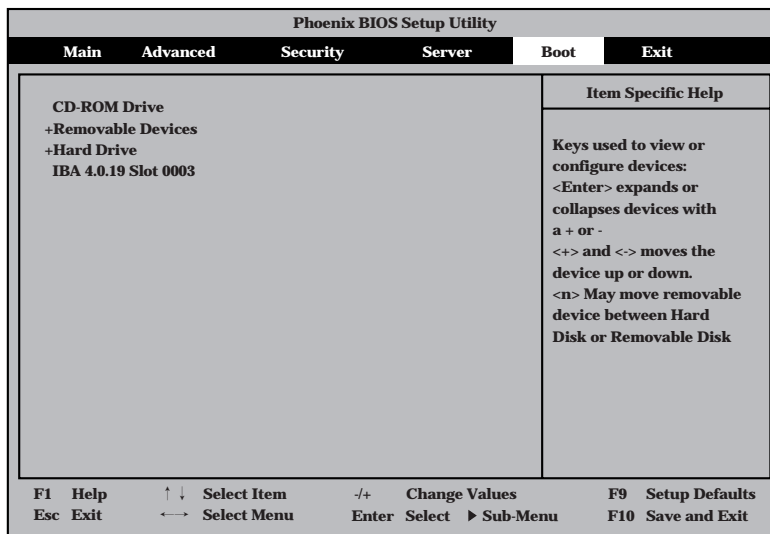 Phoenix BIOS Setup Utility
Main Advanced Security Server Boot Exit
CD-ROM Drive
+Removable Devices
+Hard Drive
IBA 4.0.19 Slot 0003
Item Specific Help
Keys used to view or
configure devices:
<Enter> expands or
collapses devices with
a + or -
<+> and <-> moves the
device up or down.
<n> May move removable
device between Hard
Disk or Removable Disk
F1 Help ↑ ↓ Select Item -/+ Change Values F9 Setup Defaults
Esc Exit ←→ Select Menu Enter Select ▶ Sub-Menu F10 Save and Exit